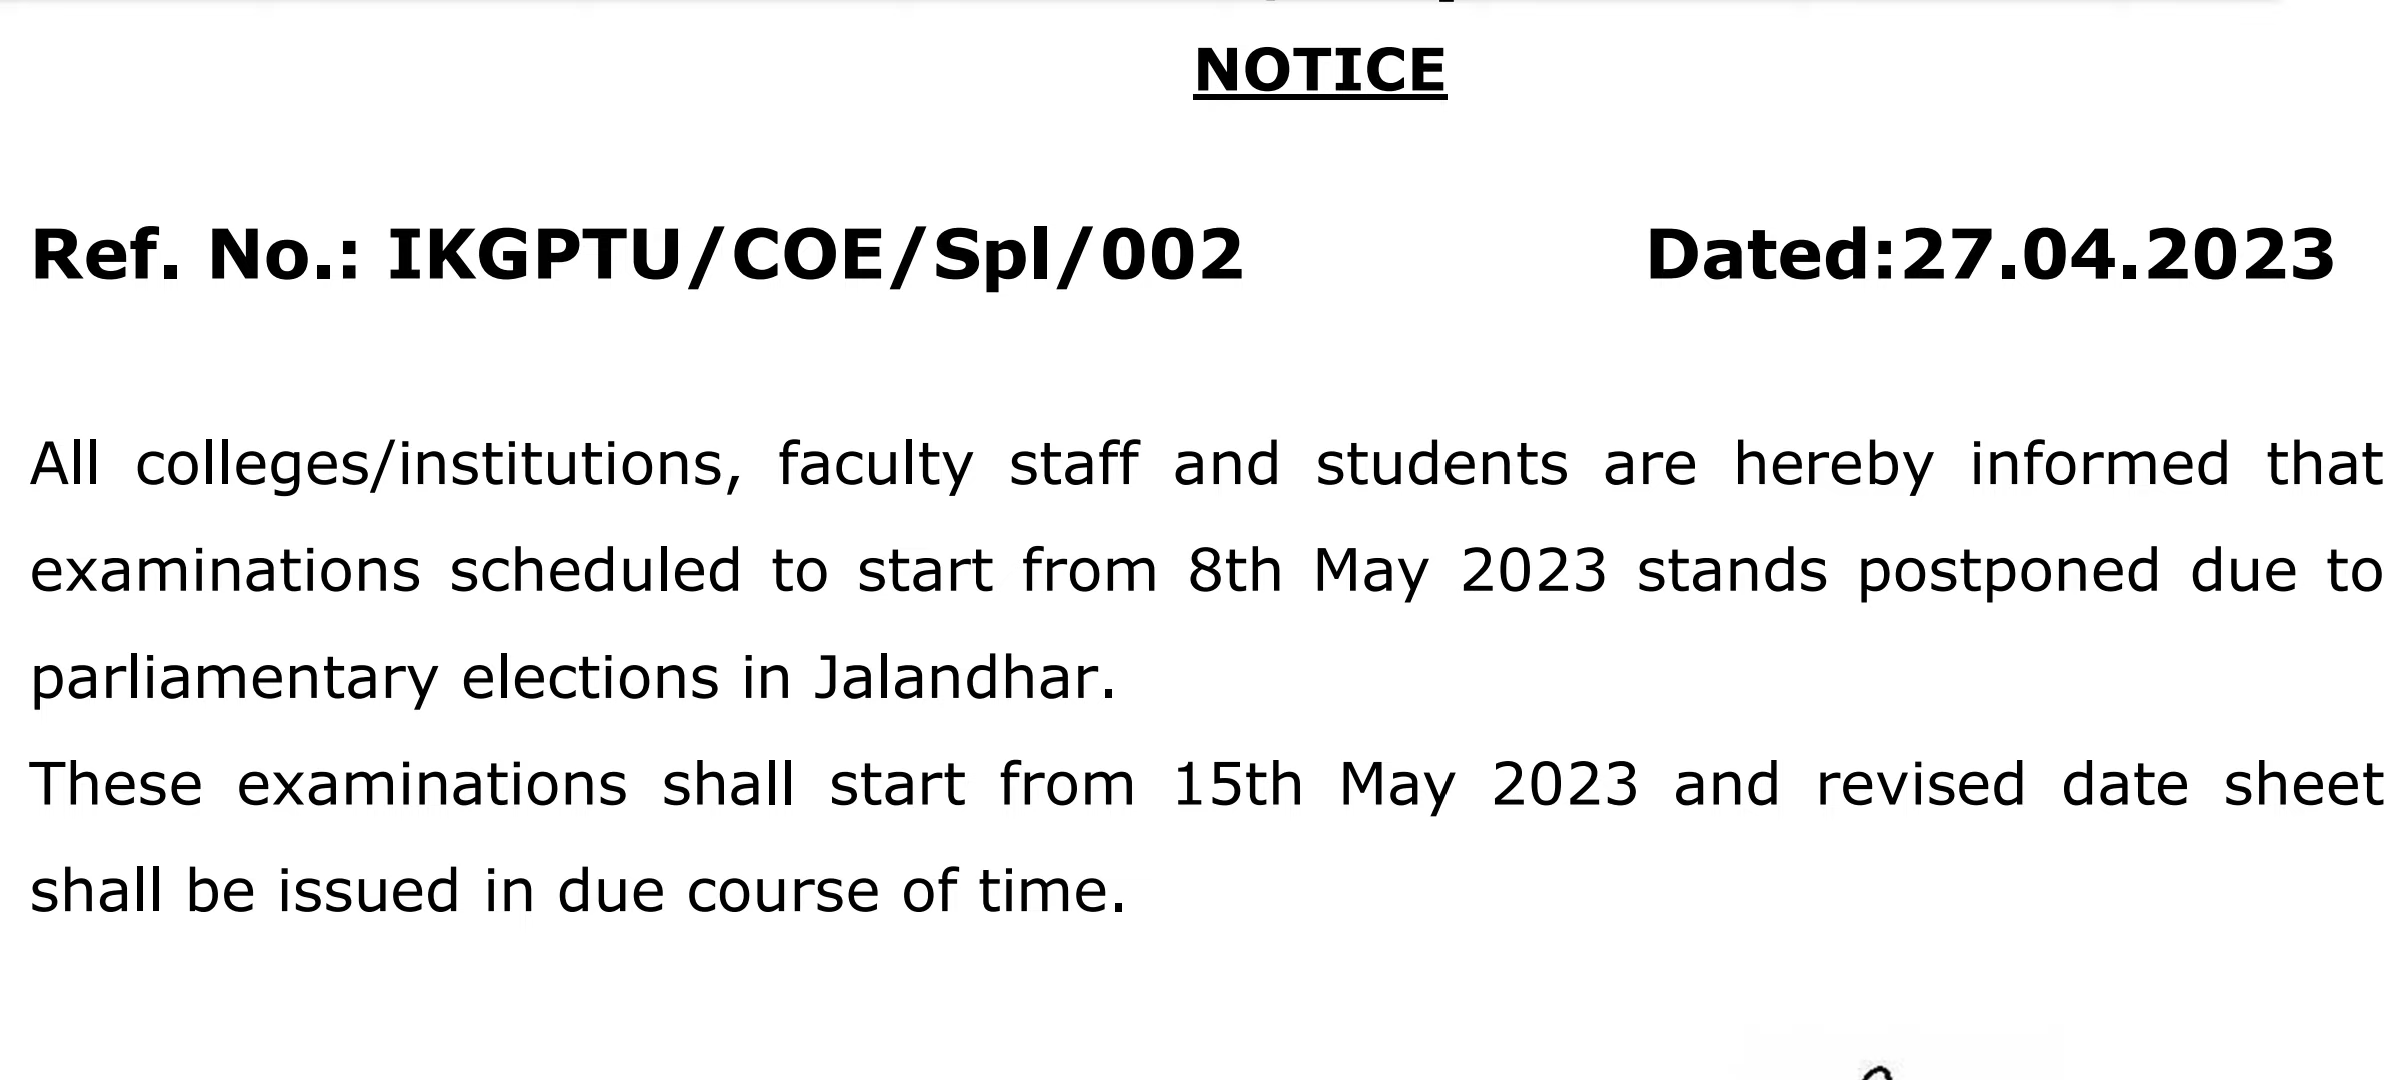 NOTICE
Ref. No.: IKGPTU/COE/Spl/002 Dated:27.04.2023
All colleges/institutions, faculty staff and students are hereby informed that
examinations scheduled to start from 8th May 2023 stands postponed due to
parliamentary elections in Jalandhar.
These examinations shall start from 15th May 2023 and revised date sheet
shall be issued in due course of time.